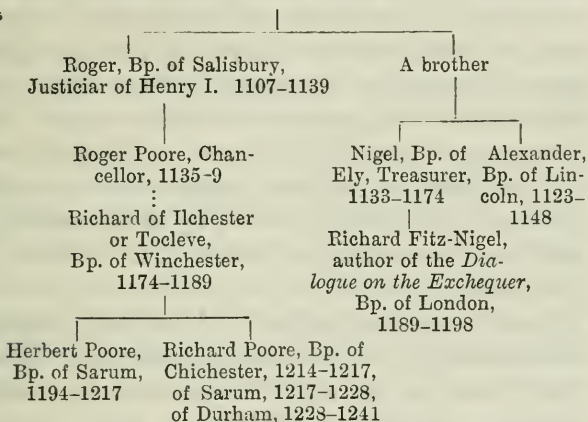 Roger, Bp. of Salisbury,
Justiciar of Henry I. 1107–1139
A brother
Roger Poore, Chan-
cellor, 1135-9
Nigel, Bp. of
Ely, Treasurer,
1133–1174
Alexander,
Bp. of Lin-
coln, 1123–
1148
Richard of Ilchester
or Tocleve,
Bp. of Winchester,
1174–1189
Richard Fitz-Nigel,
author of the Dia-
logue on the Exchequer,
Bp. of London,
1189–1198
Herbert Poore,
Bp. of Sarum,
1194–1217
Richard Poore, Bp. of
Chichester, 1214–1217,
of Sarum, 1217–1228,
of Durham, 1228–1241